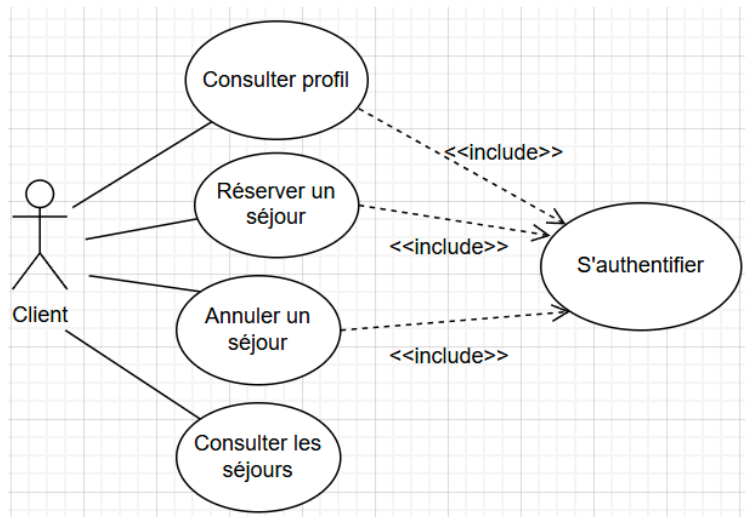 Consulter profil
<<include>>
Réserver un
séjour
<<include>>
S'authentifier
Client
Annuler un
séjour
<<include>>
Consulter les
séjours